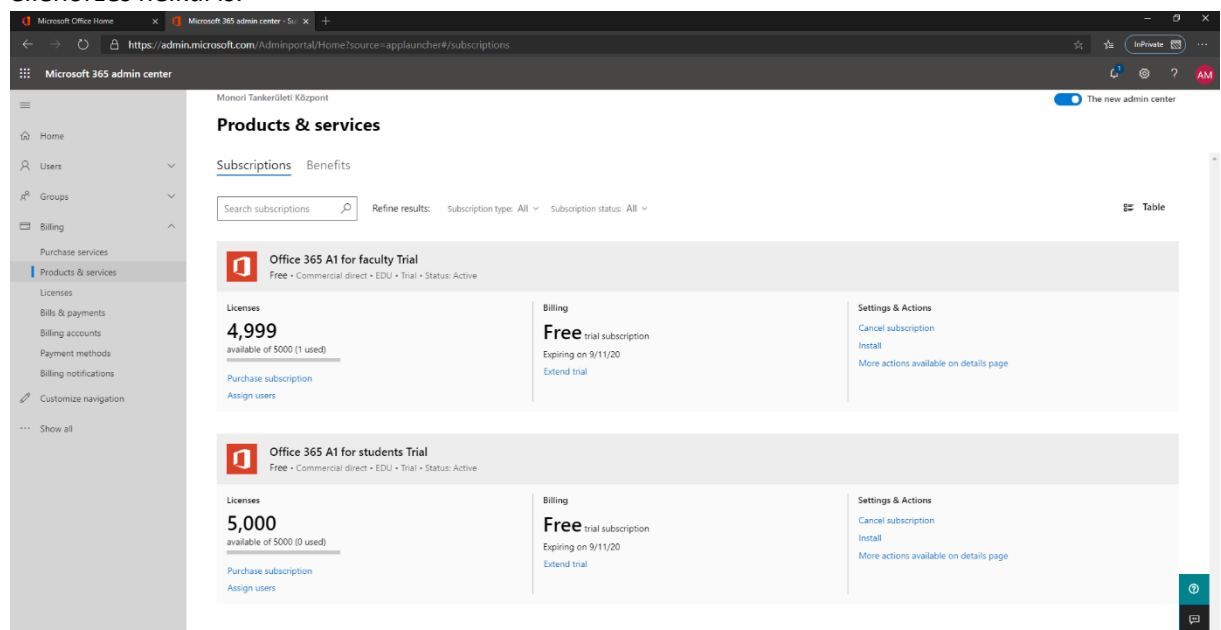 ellenőrzés nélkül is.
Microsoft Office Home
Microsoft 365 admin center - Su
https://admin.microsoft.com/Adminportal/Home?source=applauncher#/subscriptions
InPrivate
Microsoft 365 admin center
1
?
AM
Monori Tankerületi Központ
The new admin center
Products & services
Home
Users
Groups
Billing
Purchase services
Products & services
Licenses
Bills & payments
Billing accounts
Payment methods
Billing notifications
Customize navigation
Show all
Subscriptions Benefits
Search subscriptions
Refine results: Subscription type: All Subscription status: All
Table
Office 365 A1 for faculty Trial
Free • Commercial direct • EDU • Trial • Status: Active
Licenses
4,999
available of 5000 (1 used)
Purchase subscription
Assign users
Billing
Free trial subscription
Expiring on 9/11/20
Extend trial
Settings & Actions
Cancel subscription
Install
More actions available on details page
Office 365 A1 for students Trial
Free • Commercial direct • EDU • Trial • Status: Active
Licenses
5,000
available of 5000 (0 used)
Purchase subscription
Assign users
Billing
Free trial subscription
Expiring on 9/11/20
Extend trial
Settings & Actions
Cancel subscription
Install
More actions available on details page